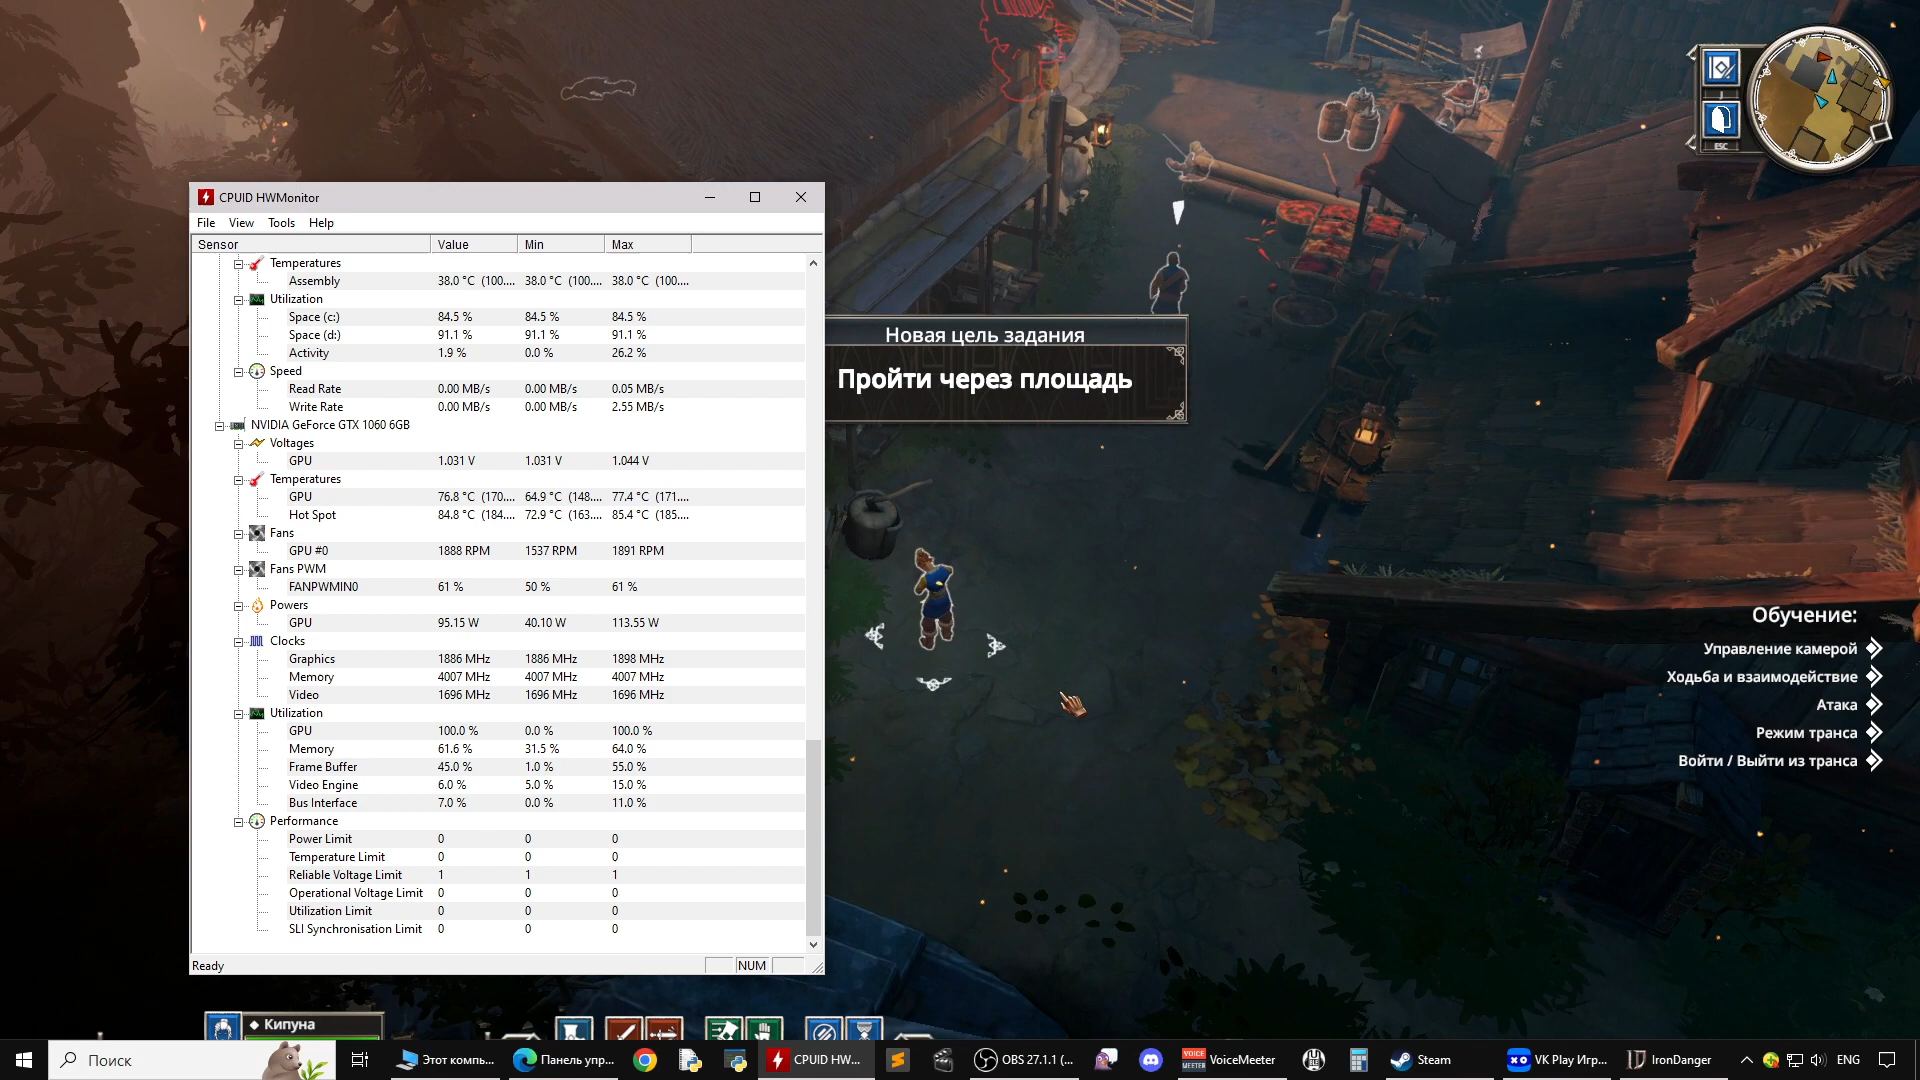 CPUID HWMonitor
File View Tools Help
Sensor Value Min Max
Temperatures
Assembly 38.0 °C (100.... 38.0 °C (100.... 38.0 °C (100....
Utilization
Space (c:) 84.5 % 84.5 % 84.5 %
Space (d:) 91.1 % 91.1 % 91.1 %
Activity 1.9 % 0.0 % 26.2 %
Speed
Read Rate 0.00 MB/s 0.00 MB/s 0.05 MB/s
Write Rate 0.00 MB/s 0.00 MB/s 2.55 MB/s
NVIDIA GeForce GTX 1060 6GB
Voltages
GPU 1.031 V 1.031 V 1.044 V
Temperatures
GPU 76.8 °C (170.... 64.9 °C (148.... 77.4 °C (171....
Hot Spot 84.8 °C (184.... 72.9 °C (163.... 85.4 °C (185....
Fans
GPU #0 1888 RPM 1537 RPM 1891 RPM
Fans PWM
FANPWMIN0 61 % 50 % 61 %
Powers
GPU 95.15 W 40.10 W 113.55 W
Clocks
Graphics 1886 MHz 1886 MHz 1898 MHz
Memory 4007 MHz 4007 MHz 4007 MHz
Video 1696 MHz 1696 MHz 1696 MHz
Utilization
GPU 100.0 % 0.0 % 100.0 %
Memory 61.6 % 31.5 % 64.0 %
Frame Buffer 45.0 % 1.0 % 55.0 %
Video Engine 6.0 % 5.0 % 15.0 %
Bus Interface 7.0 % 0.0 % 11.0 %
Performance
Power Limit 0 0 0
Temperature Limit 0 0 0
Reliable Voltage Limit 1 1 1
Operational Voltage Limit 0 0 0
Utilization Limit 0 0 0
SLI Synchronisation Limit 0 0 0
Ready NUM
Новая цель задания
Пройти через площадь
J
ESC
Обучение:
Управление камерой
Ходьба и взаимодействие
Атака
Режим транса
Войти / Выйти из транса
Кипуна
Поиск
Этот компь...
Панель упр...
CPUID HW...
OBS 27.1.1 (...
VOICE MEETER
VoiceMeeter
Steam
VK Play Игр...
IronDanger
ENG